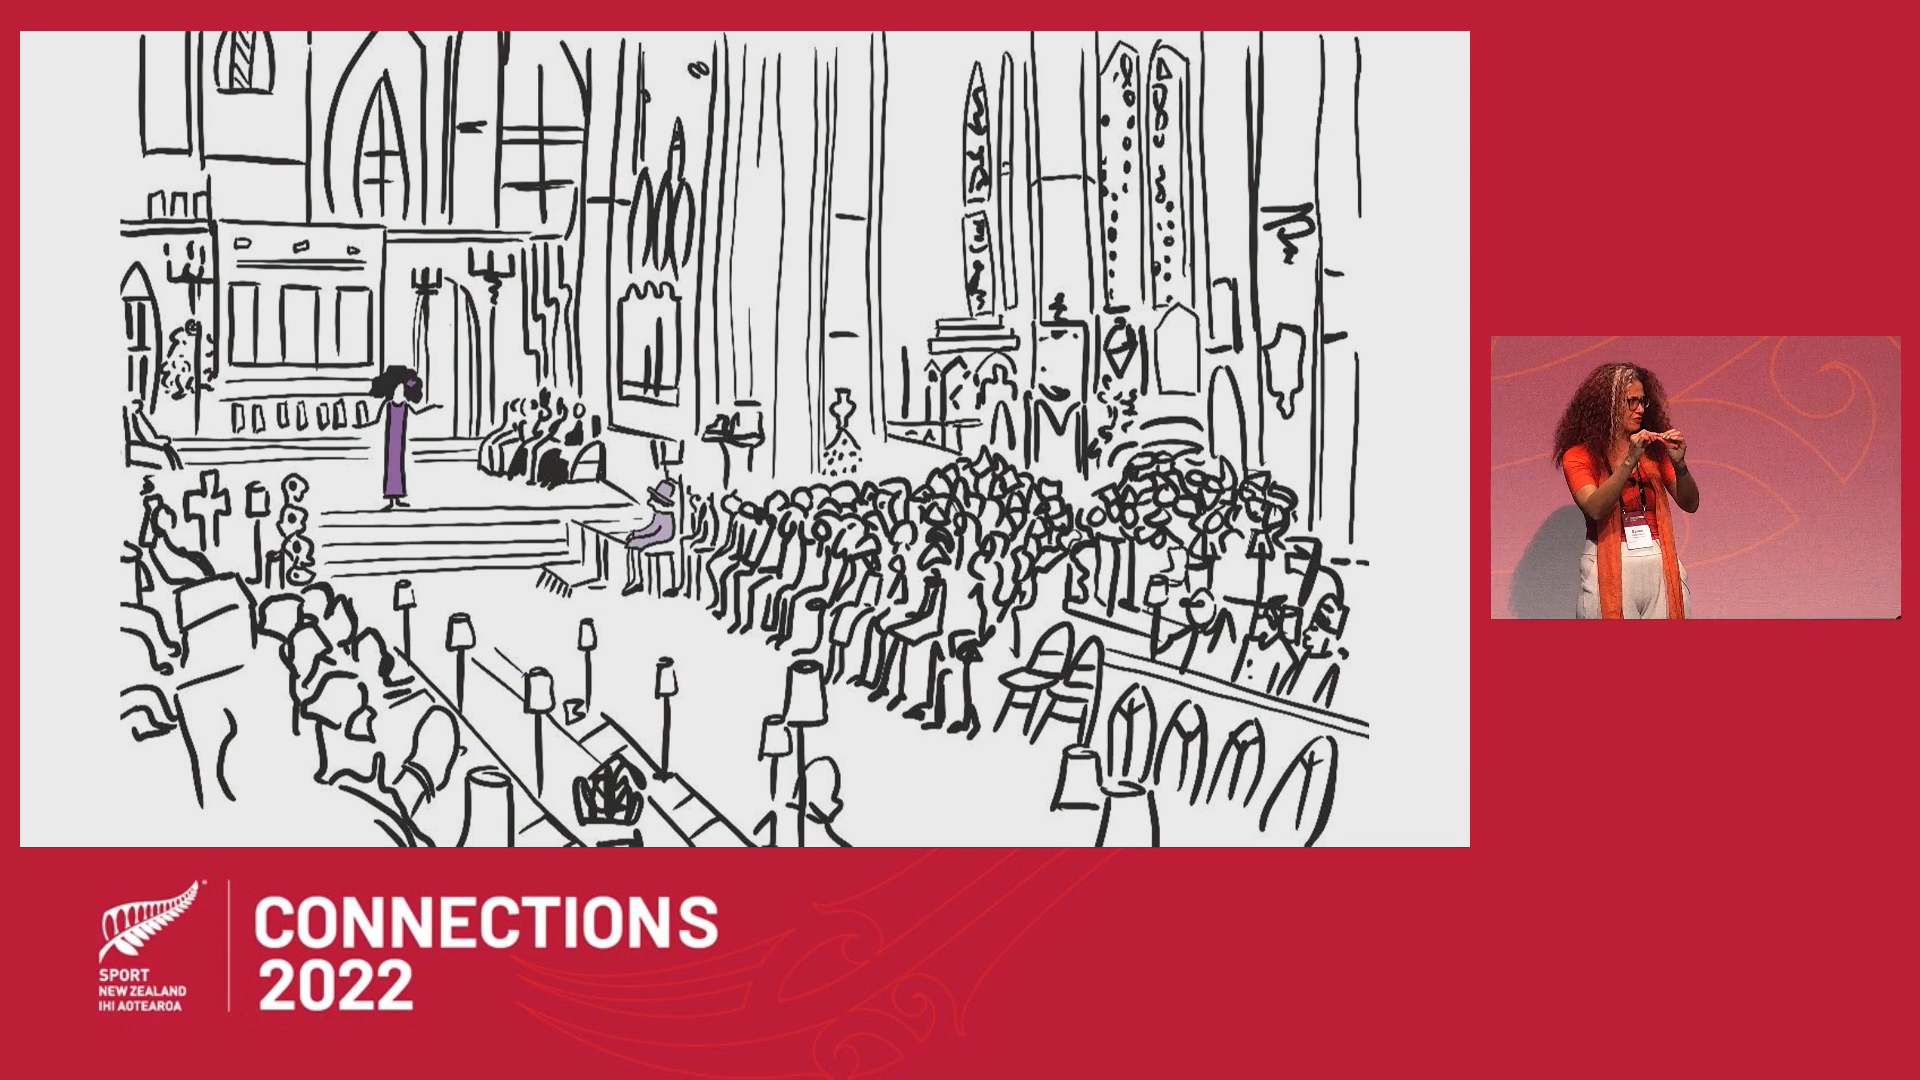 CONNECTIONS
2022
SPORT
NEW ZEALAND
IHI AOTEAROA